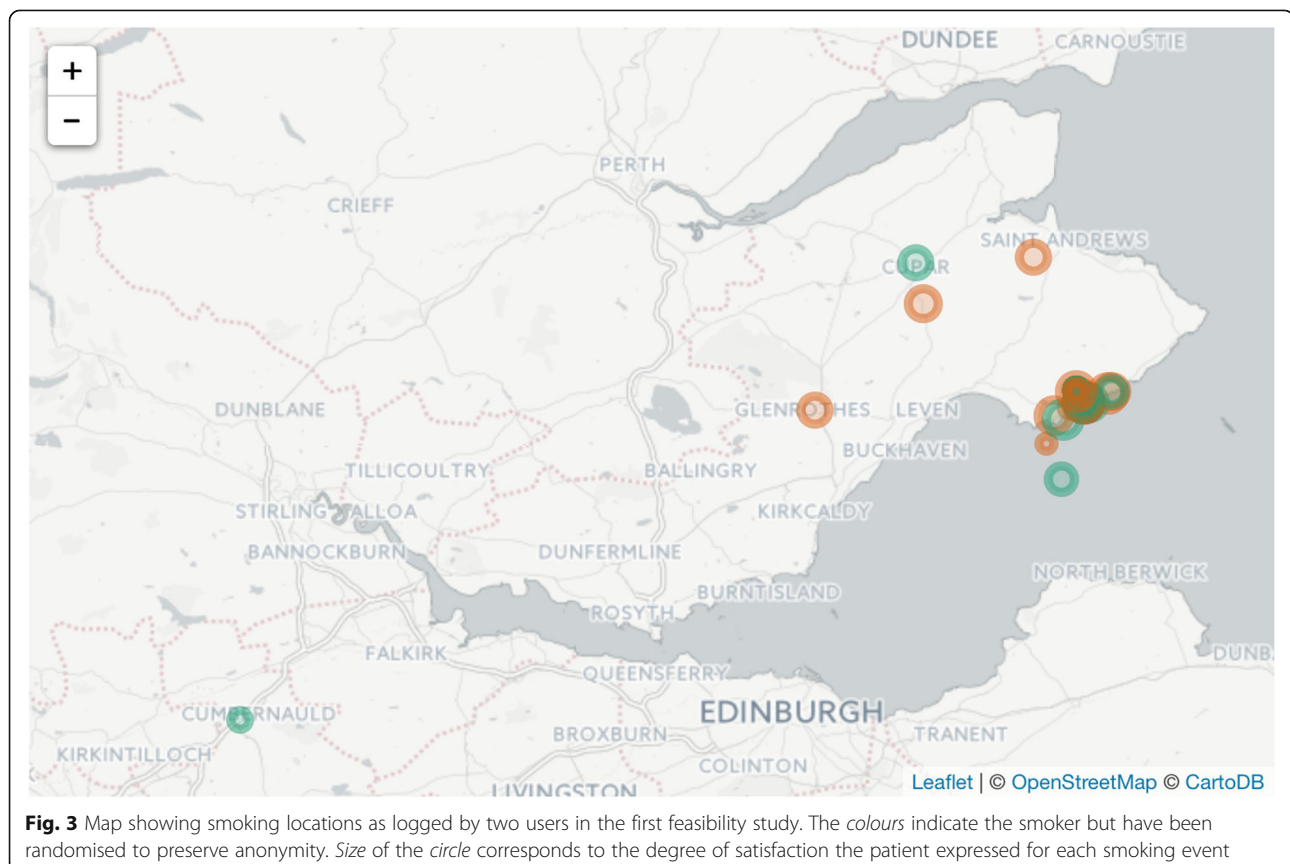 +
−
DUNDEE
CARNOUSTIE
PERTH
CRIEFF
SAINT ANDREWS
CUPAR
DUNBLANE
GLENROTHES
LEVEN
BUCKHAVEN
TILLICOULTRY
BALLINGRY
STIRLING
ALLOA
KIRKCALDY
BANNOCKBURN
DUNFERMLINE
NORTH BERWICK
BURNTISLAND
ROSYTH
FALKIRK
DUNB
QUEENSFERRY
CUMBERNAULD
EDINBURGH
KIRKINTILLOCH
BROXBURN
TRANENT
COLINTON
LIVINGSTON
Leaflet | © OpenStreetMap © CartoDB
Fig. 3 Map showing smoking locations as logged by two users in the first feasibility study. The colours indicate the smoker but have been
randomised to preserve anonymity. Size of the circle corresponds to the degree of satisfaction the patient expressed for each smoking event